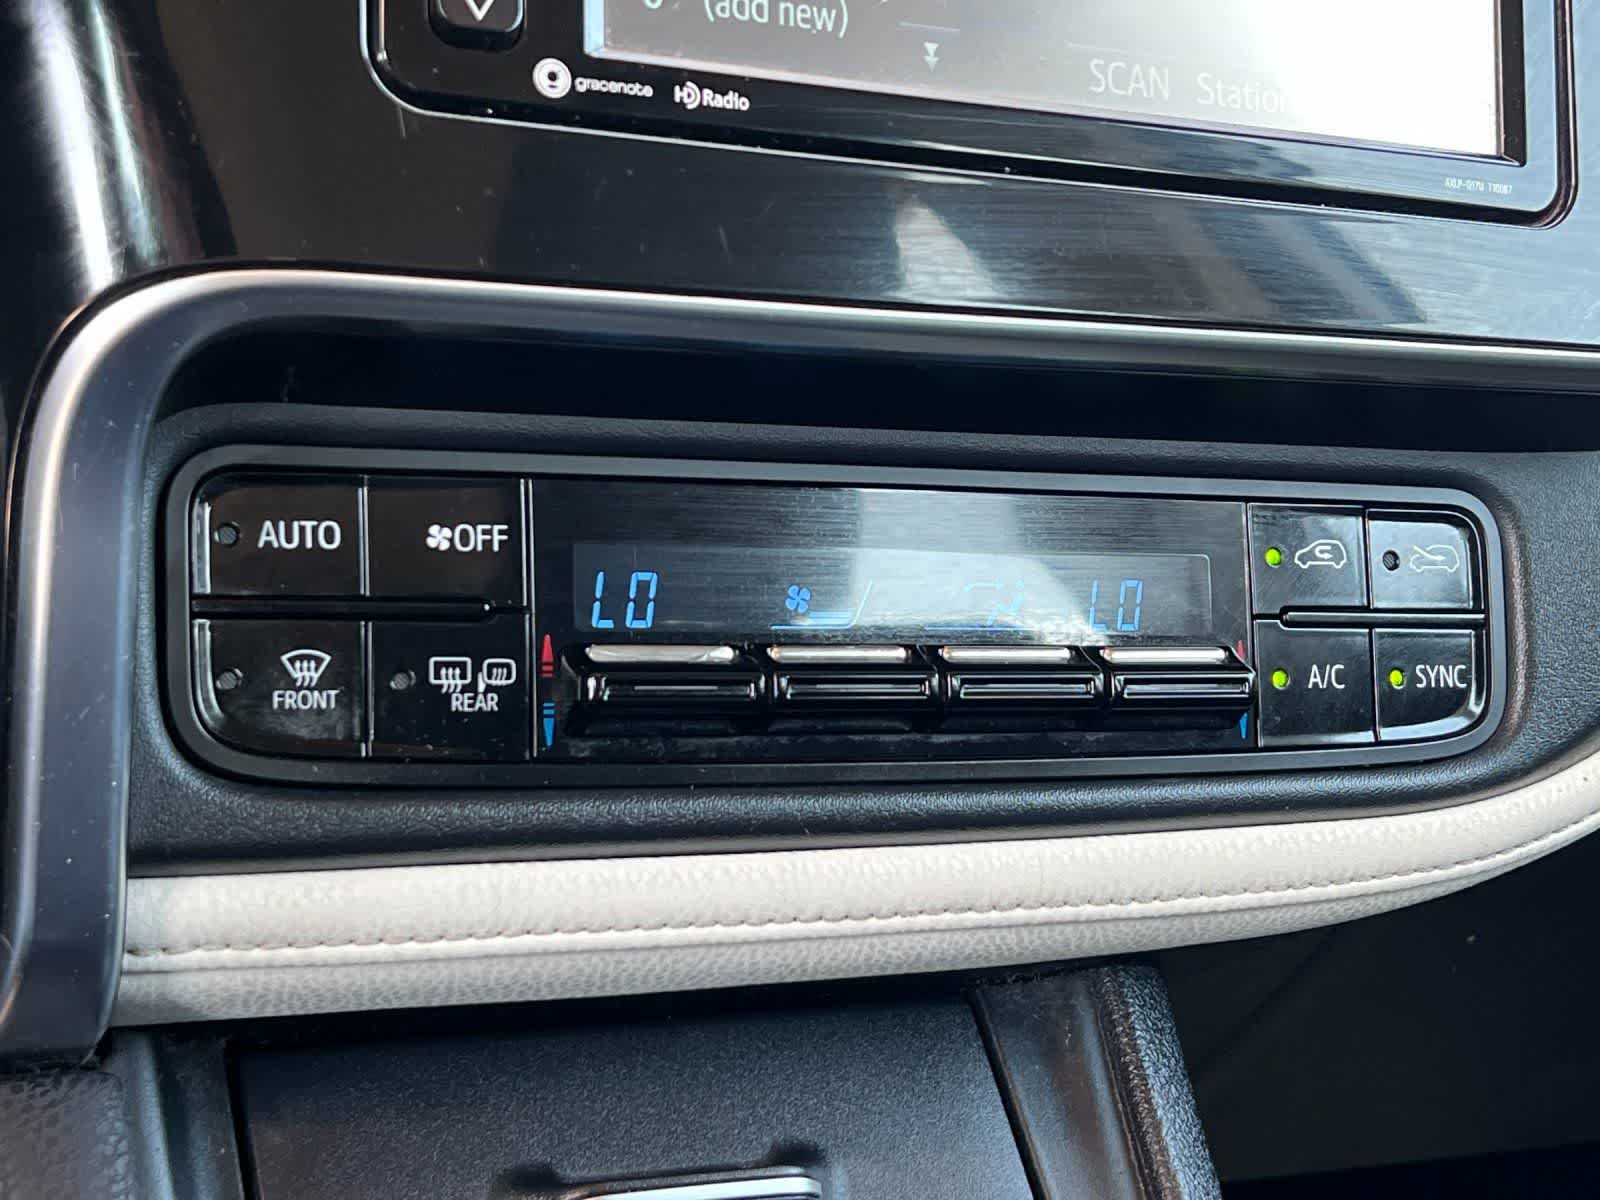 (add new)
SCAN Station
gracenote HD Radio
AUTO
OFF
LO
LO
FRONT
REAR
A/C
SYNC